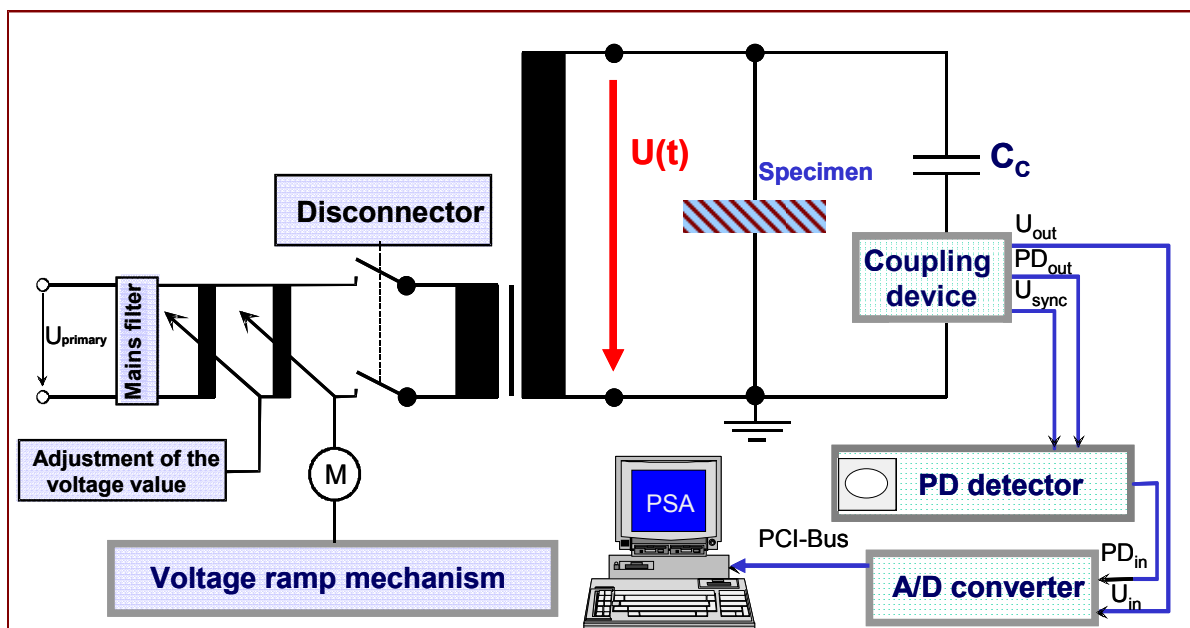 U(t)
Specimen
C_C
Disconnector
U_out
Coupling
device
PD_out
U_sync
Mains filter
U_primary
Adjustment of the
voltage value
M
PD detector
PSA
PCI-Bus
PD_in
Voltage ramp mechanism
A/D converter
U_in